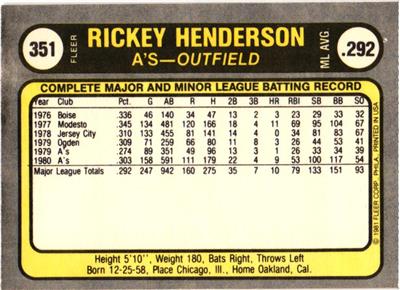 351
FLEER
RICKEY HENDERSON
A'S—OUTFIELD
ML AVG
.292
COMPLETE MAJOR AND MINOR LEAGUE BATTING RECORD
Year Club Pct. G AB R H 2B 3B HR RBI SB BB SO
1976 Boise .336 46 140 34 47 13 2 3 23 29 33 32
1977 Modesto .345 134 481 120 166 18 4 11 69 95 104 67
1978 Jersey City .310 133 455 81 141 14 4 0 34 81 83 67
1979 Ogden .309 71 259 66 80 11 8 3 26 44 53 41
1979 A's .274 89 351 49 96 13 3 1 26 33 34 39
1980 A's .303 158 591 111 179 22 4 9 53 100 117 54
Major League Totals .292 247 942 160 275 35 7 10 79 133 151 93
© 1981 FLEER CORP. PHILA. PRINTED IN USA
Height 5'10", Weight 180, Bats Right, Throws Left
Born 12-25-58, Place Chicago, Ill., Home Oakland, Cal.